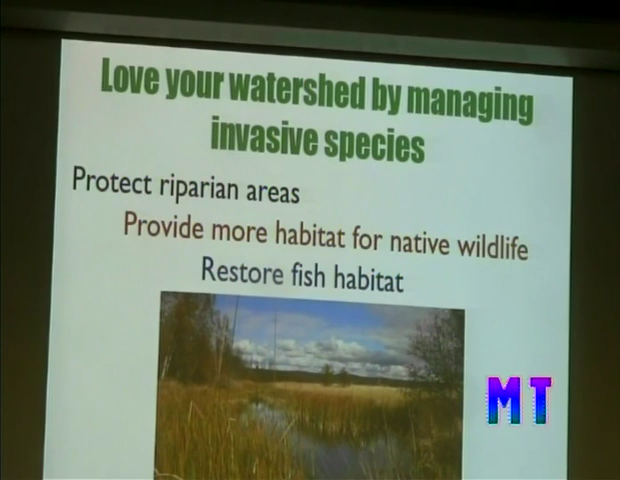 Love your watershed by managing
invasive species
Protect riparian areas
Provide more habitat for native wildlife
Restore fish habitat
MT